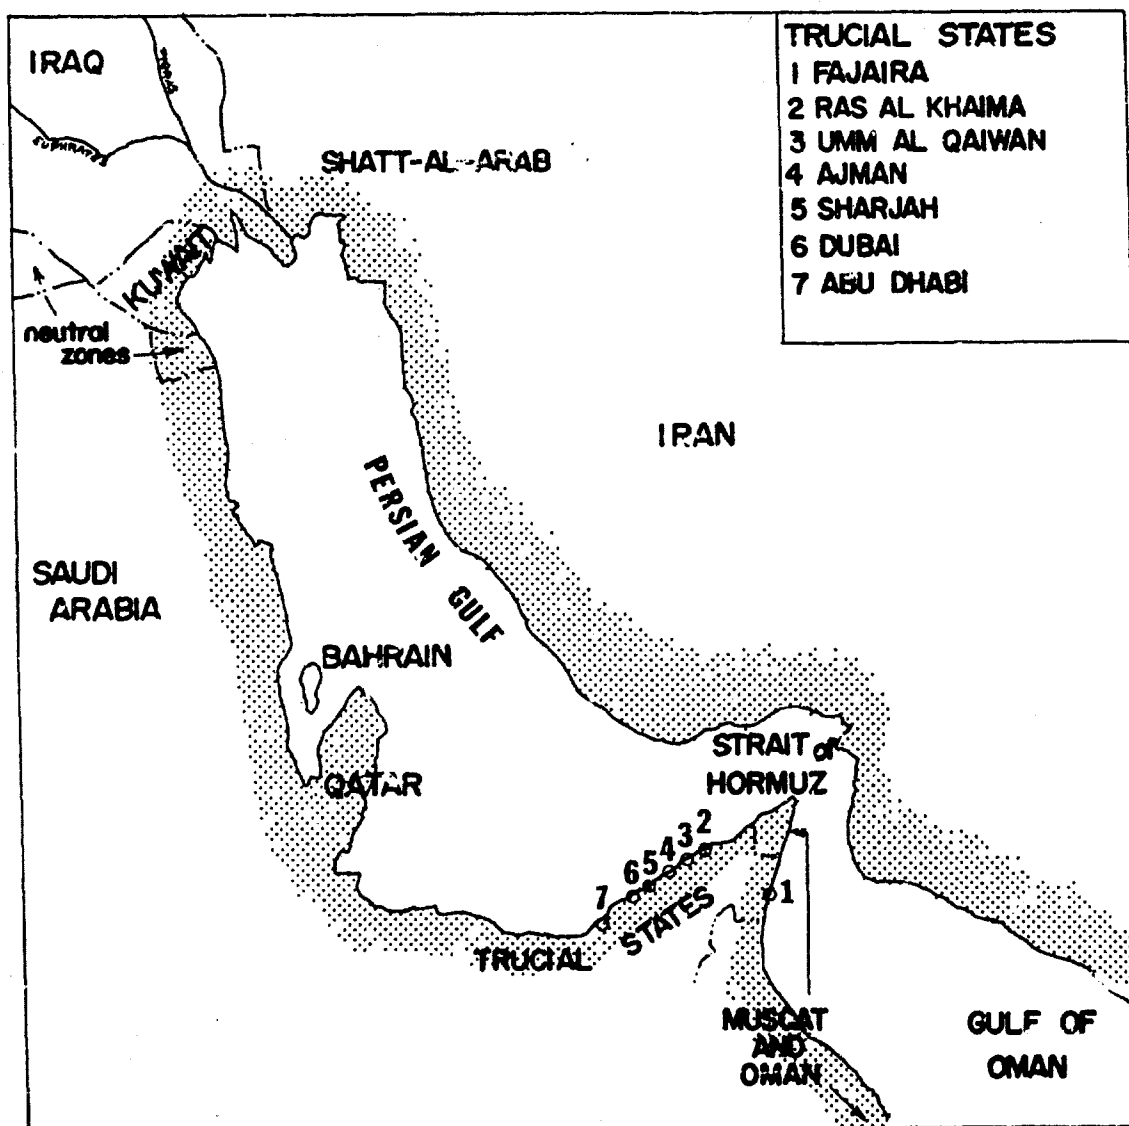 IRAQ
TIGRIS
EUPHRATES
SHATT-AL-ARAB
KUWAIT
neutral
zones
TRUCIAL STATES
1 FAJAIRA
2 RAS AL KHAIMA
3 UMM AL QAIWAN
4 AJMAN
5 SHARJAH
6 DUBAI
7 ABU DHABI
IRAN
PERSIAN GULF
SAUDI
ARABIA
BAHRAIN
QATAR
STRAIT of
HORMUZ
7 6 5 4 3 2
1
TRUCIAL STATES
MUSCAT
AND
OMAN
GULF OF
OMAN